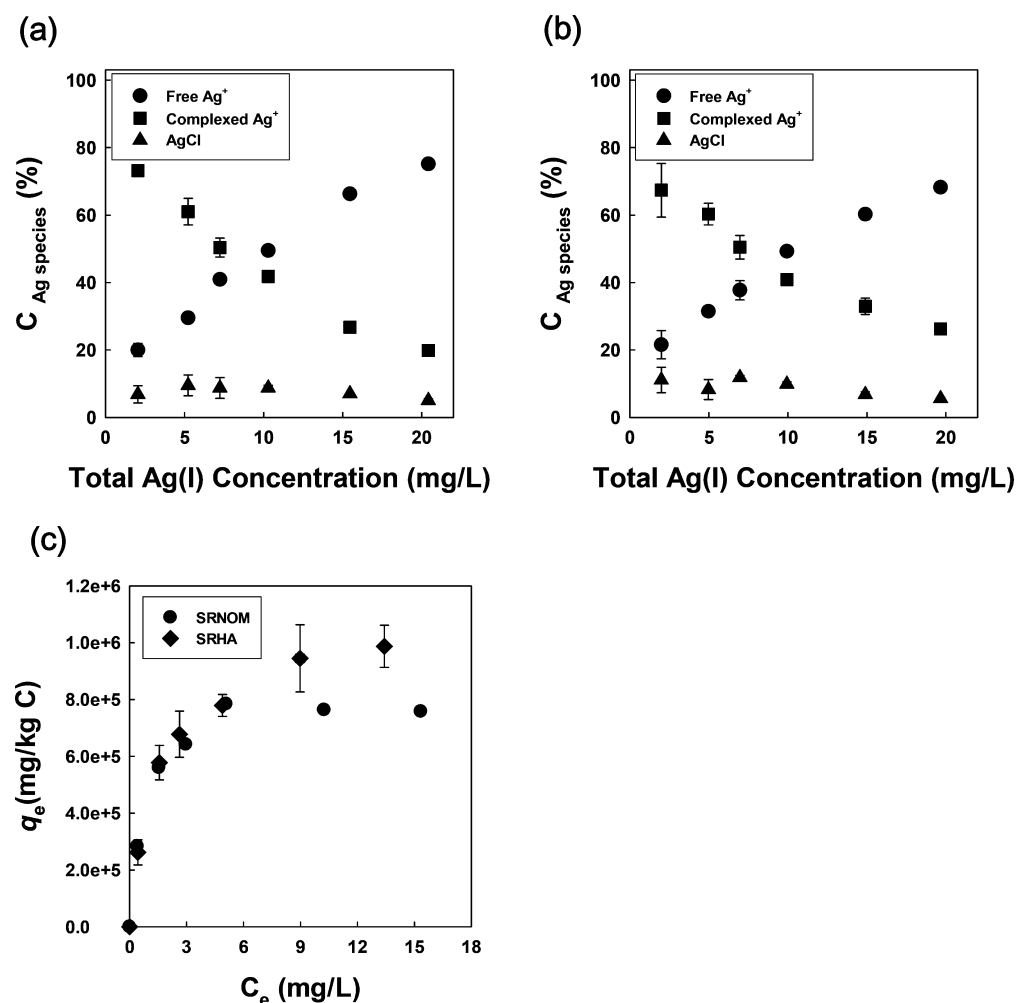 (a)
100
80
60
40
20
0
C Ag species (%)
Free Ag⁺
Complexed Ag⁺
AgCl
0 5 10 15 20
Total Ag(I) Concentration (mg/L)
(b)
100
80
60
40
20
0
C Ag species (%)
Free Ag⁺
Complexed Ag⁺
AgCl
0 5 10 15 20
Total Ag(I) Concentration (mg/L)
(c)
1.2e+6
1.0e+6
8.0e+5
6.0e+5
4.0e+5
2.0e+5
0.0
qe(mg/kg C)
SRNOM
SRHA
0 3 6 9 12 15 18
Ce (mg/L)